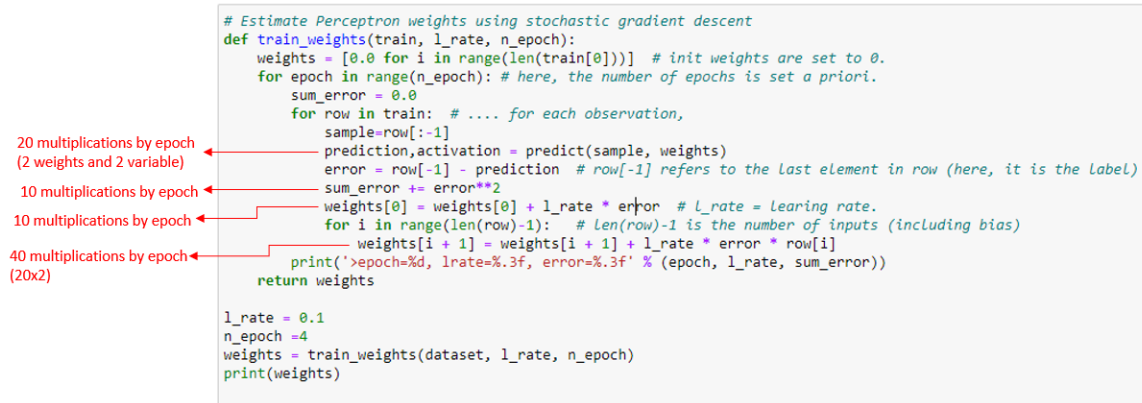 # Estimate Perceptron weights using stochastic gradient descent
def train_weights(train, l_rate, n_epoch):
    weights = [0.0 for i in range(len(train[0]))]  # init weights are set to 0.
    for epoch in range(n_epoch): # here, the number of epochs is set a priori.
        sum_error = 0.0
        for row in train:  # .... for each observation,
            sample=row[:-1]
20 multiplications by epoch
(2 weights and 2 variable)
            prediction,activation = predict(sample, weights)
            error = row[-1] - prediction  # row[-1] refers to the last element in row (here, it is the label)
10 multiplications by epoch
            sum_error += error**2
10 multiplications by epoch
            weights[0] = weights[0] + l_rate * error  # l_rate = Learing rate.
            for i in range(len(row)-1):   # len(row)-1 is the number of inputs (including bias)
40 multiplications by epoch
(20x2)
                weights[i + 1] = weights[i + 1] + l_rate * error * row[i]
        print('>epoch=%d, lrate=%.3f, error=%.3f' % (epoch, l_rate, sum_error))
    return weights
l_rate = 0.1
n_epoch =4
weights = train_weights(dataset, l_rate, n_epoch)
print(weights)